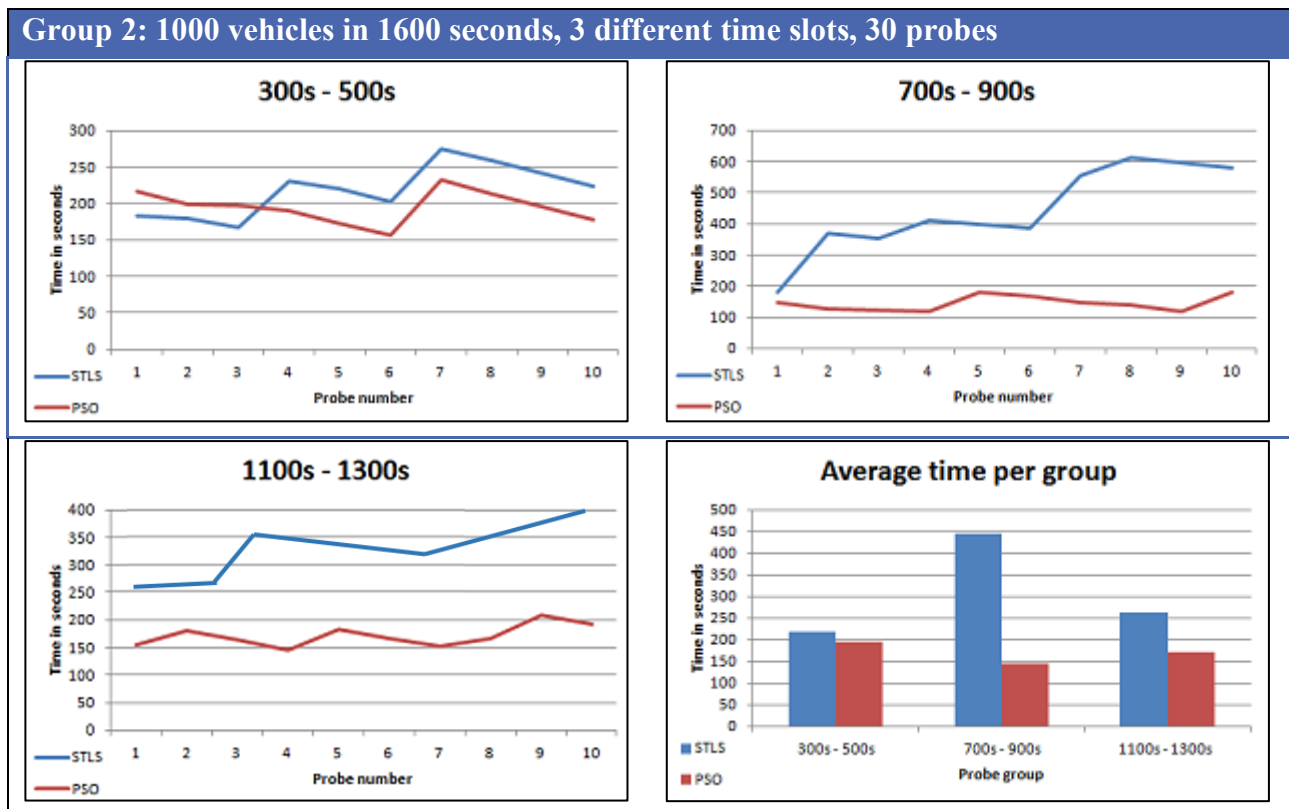 Group 2: 1000 vehicles in 1600 seconds, 3 different time slots, 30 probes
300s - 500s
300
250
200
150
100
50
0
Time in seconds
1 2 3 4 5 6 7 8 9 10
STLS
PSO
Probe number
700s - 900s
700
600
500
400
300
200
100
0
Time in seconds
1 2 3 4 5 6 7 8 9 10
STLS
PSO
Probe number
1100s - 1300s
400
350
300
250
200
150
100
50
0
Time in seconds
1 2 3 4 5 6 7 8 9 10
STLS
PSO
Probe number
Average time per group
500
450
400
350
300
250
200
150
100
50
0
Time in seconds
300s - 500s 700s - 900s 1100s - 1300s
STLS
PSO
Probe group